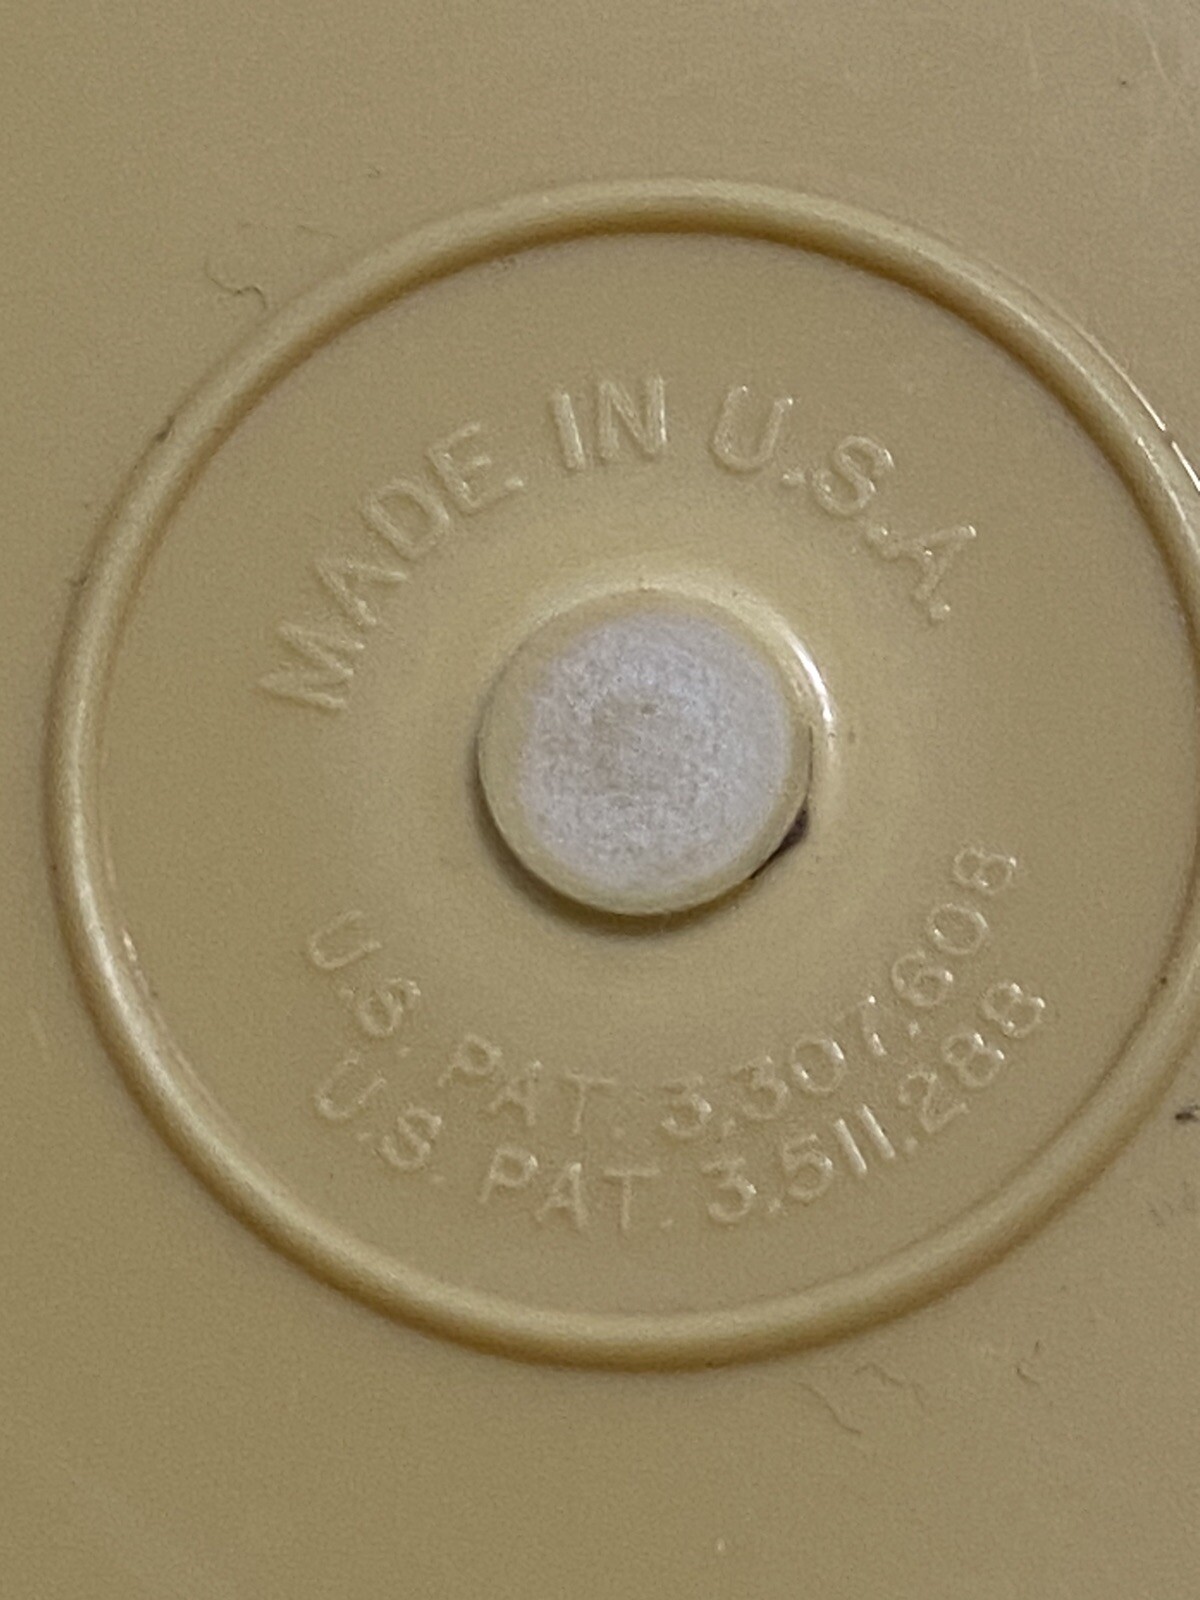 MADE IN U.S.A.
U.S. PAT. 3,307,608
U.S. PAT. 3,511,288